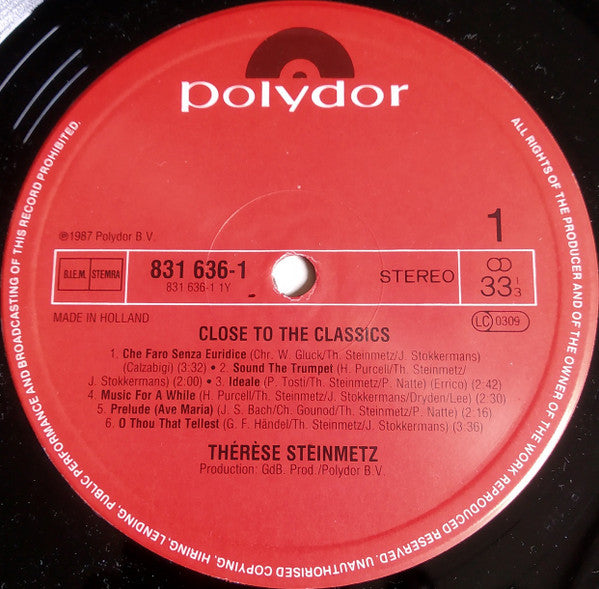 polydor
ALL RIGHTS OF THE PRODUCER AND OF THE OWNER OF THE WORK REPRODUCED RESERVED. UNAUTHORISED COPYING, HIRING, LENDING, PUBLIC PERFORMANCE AND BROADCASTING OF THIS RECORD PROHIBITED.
℗1987 Polydor B.V.
1
B.I.E.M. STEMRA
831 636-1
831 636-1 1Y
STEREO
33 1/3
MADE IN HOLLAND
LC 0309
CLOSE TO THE CLASSICS
1. Che Faro Senza Euridice (Chr. W. Gluck/Th. Steinmetz/J. Stokkermans)
(Calzabigi) (3:32) • 2. Sound The Trumpet (H. Purcell/Th. Steinmetz/
J. Stokkermans) (2:00) • 3. Ideale (P. Tosti/Th. Steinmetz/P. Natte) (Errico) (2:42)
4. Music For A While (H. Purcell/Th. Steinmetz/J. Stokkermans/Dryden/Lee) (2:30)
5. Prelude (Ave Maria) (J. S. Bach/Ch. Gounod/Th. Steinmetz/P. Natte) (2:16)
6. O Thou That Tellest (G. F. Händel/Th. Steinmetz/J. Stokkermans) (3:36)
THÉRÈSE STEINMETZ
Production: GdB. Prod./Polydor B.V.